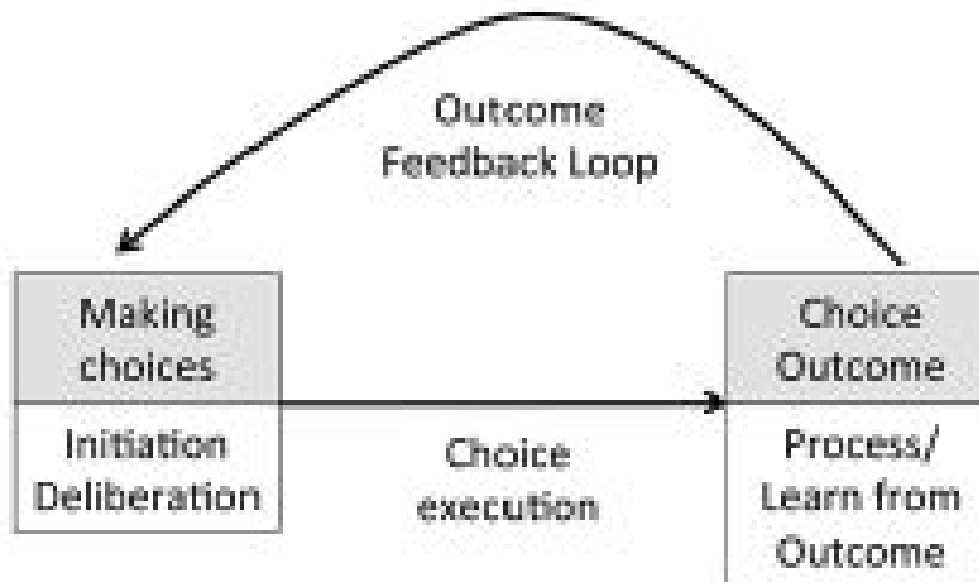 Outcome
Feedback Loop
Making
choices
Initiation
Deliberation
Choice
execution
Choice
Outcome
Process/
Learn from
Outcome